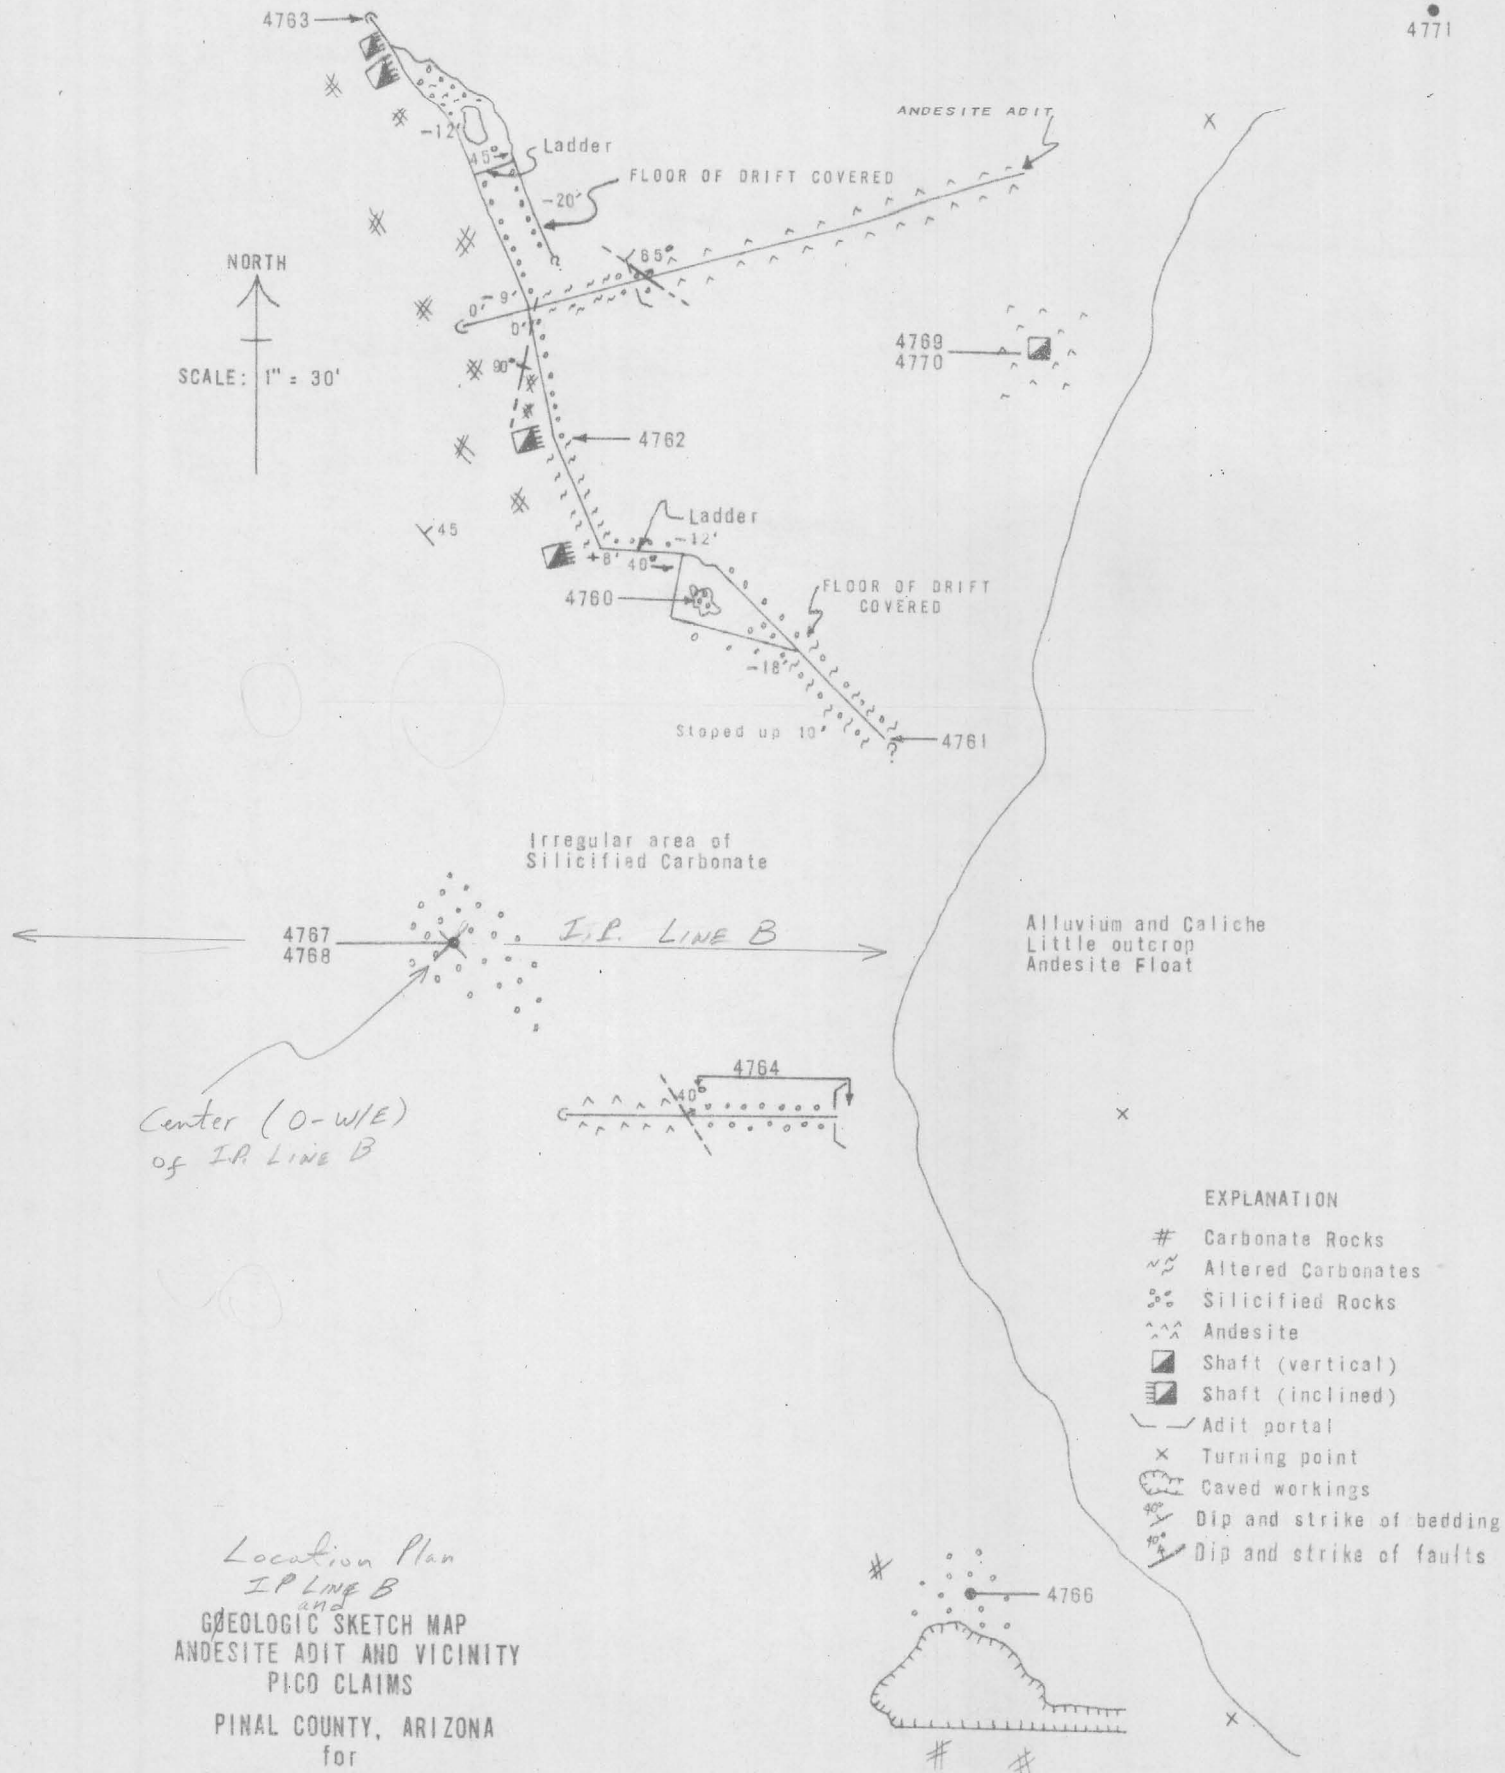 4763
4771
ANDESITE ADIT
-12'
45°
Ladder
FLOOR OF DRIFT COVERED
-20'
65°
NORTH
-9'
0'
0'
4769
4770
SCALE: 1" = 30'
90°
4762
Ladder
45
-12'
+8' 40°
4760
FLOOR OF DRIFT
COVERED
-18'
Stoped up 10'
4761
Irregular area of
Silicified Carbonate
4767
4768
I.P. LINE B
Alluvium and Caliche
Little outcrop
Andesite Float
4764
40°
Center (0-W/E)
of I.P. LINE B
EXPLANATION
# Carbonate Rocks
Altered Carbonates
Silicified Rocks
Andesite
Shaft (vertical)
Shaft (inclined)
Adit portal
x Turning point
Caved workings
40° Dip and strike of bedding
40° Dip and strike of faults
4766
Location Plan
IP LINE B
and
GEOLOGIC SKETCH MAP
ANDESITE ADIT AND VICINITY
PICO CLAIMS
PINAL COUNTY, ARIZONA
for